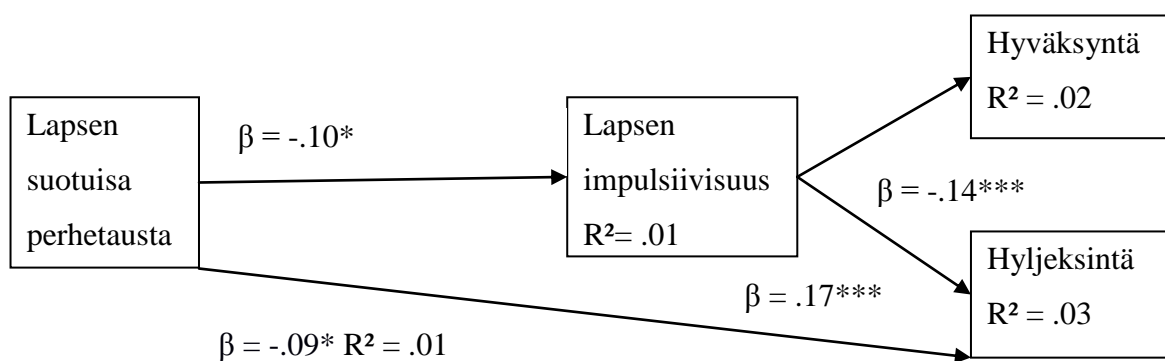 Lapsen
suotuisa
perhetausta
β = -.10*
Lapsen
impulsiivisuus
R²= .01
Hyväksyntä
R² = .02
β = -.14***
Hyljeksintä
R² = .03
β = .17***
β = -.09* R² = .01